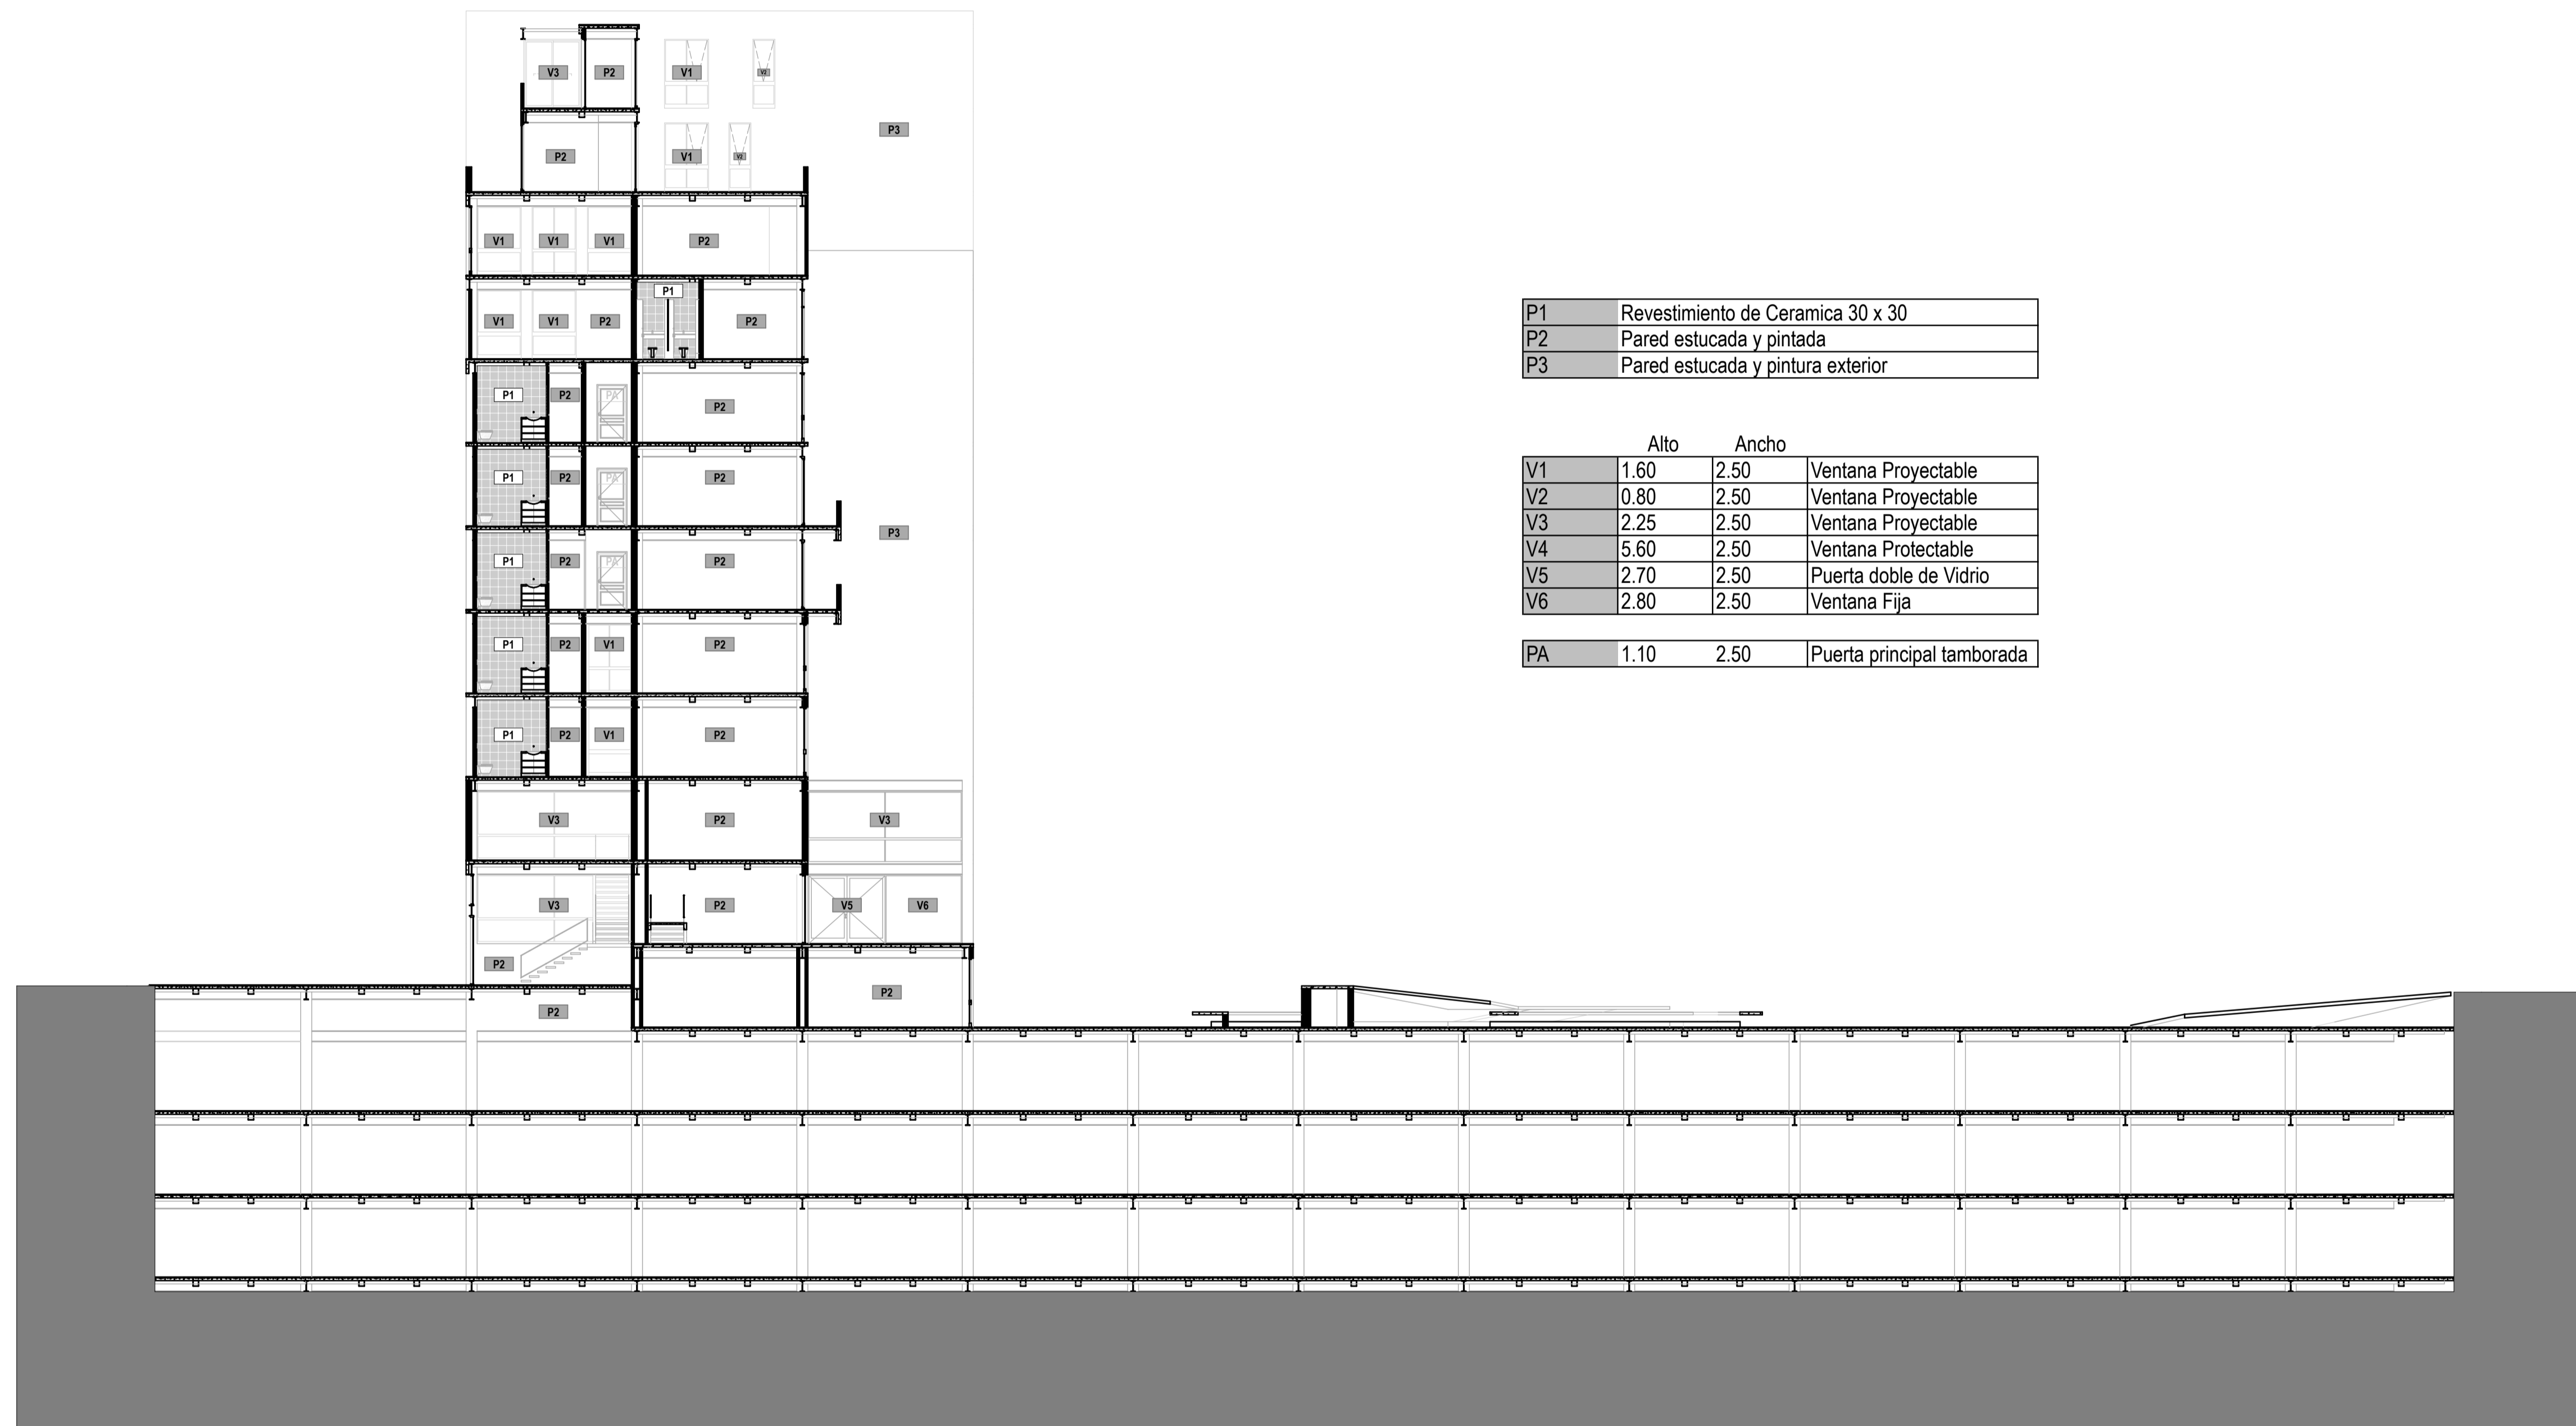 V3 P2 V1 V2
P3
P2 V1 V2
V1 V1 V1 P2
P1
V1 V1 P2 P2
P1 P2 PA P2
P1 P2 PA P2
P3
P1 P2 PA P2
P1 P2 V1 P2
P1 P2 V1 P2
V3 P2 V3
V3 P2 V5 V6
P2
P2
P2
P1 Revestimiento de Ceramica 30 x 30
P2 Pared estucada y pintada
P3 Pared estucada y pintura exterior
Alto Ancho
V1 1.60 2.50 Ventana Proyectable
V2 0.80 2.50 Ventana Proyectable
V3 2.25 2.50 Ventana Proyectable
V4 5.60 2.50 Ventana Protectable
V5 2.70 2.50 Puerta doble de Vidrio
V6 2.80 2.50 Ventana Fija
PA 1.10 2.50 Puerta principal tamborada